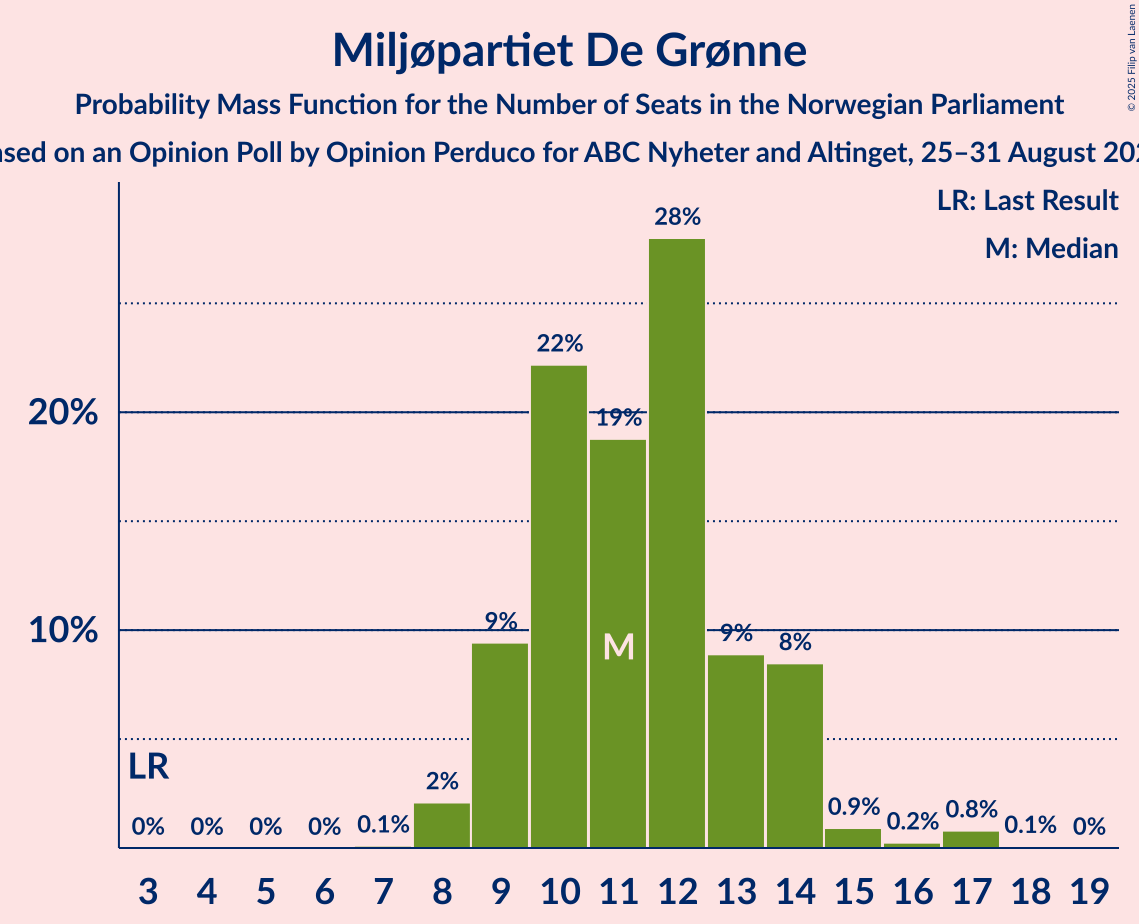 Miljøpartiet De Grønne
Probability Mass Function for the Number of Seats in the Norwegian Parliament
on an Opinion Poll by Opinion Perduco for ABC Nyheter and Altinget, 25–31 August
© 2025 Filip van Laenen
LR: Last Result
M: Median
28%
22%
20%
19%
10%
9%
M
9%
8%
LR
2%
0% 0% 0% 0% 0.1% 0.9% 0.2% 0.8% 0.1% 0%
3 4 5 6 7 8 9 10 11 12 13 14 15 16 17 18 19